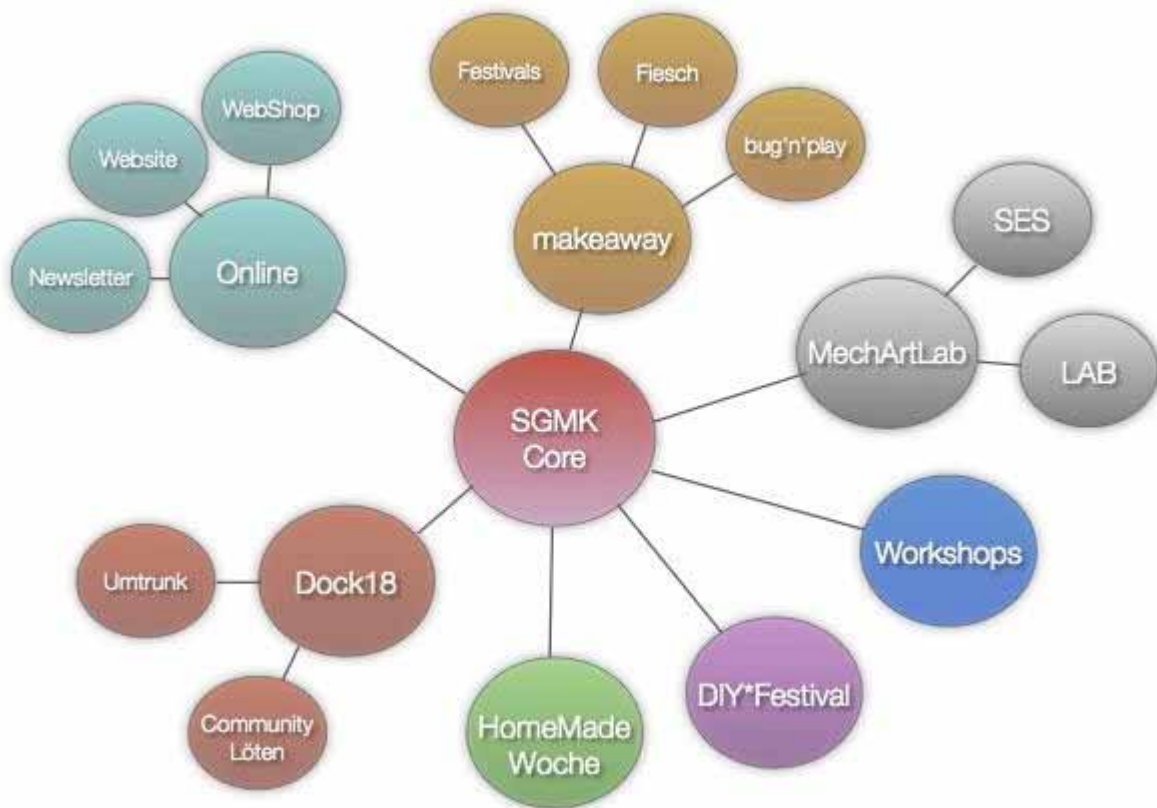 Festivals
Fiesch
bug'n'play
makeaway
WebShop
Website
Newsletter
Online
SES
MechArtLab
LAB
SGMK
Core
Workshops
Umtrunk
Dock18
Community
Löten
HomeMade
Woche
DIY*Festival